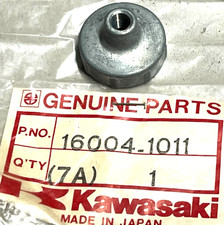 GENUINE PARTS
P.NO. 16004-1011
Q'TY (7A) 1
Kawasaki
MADE IN JAPAN